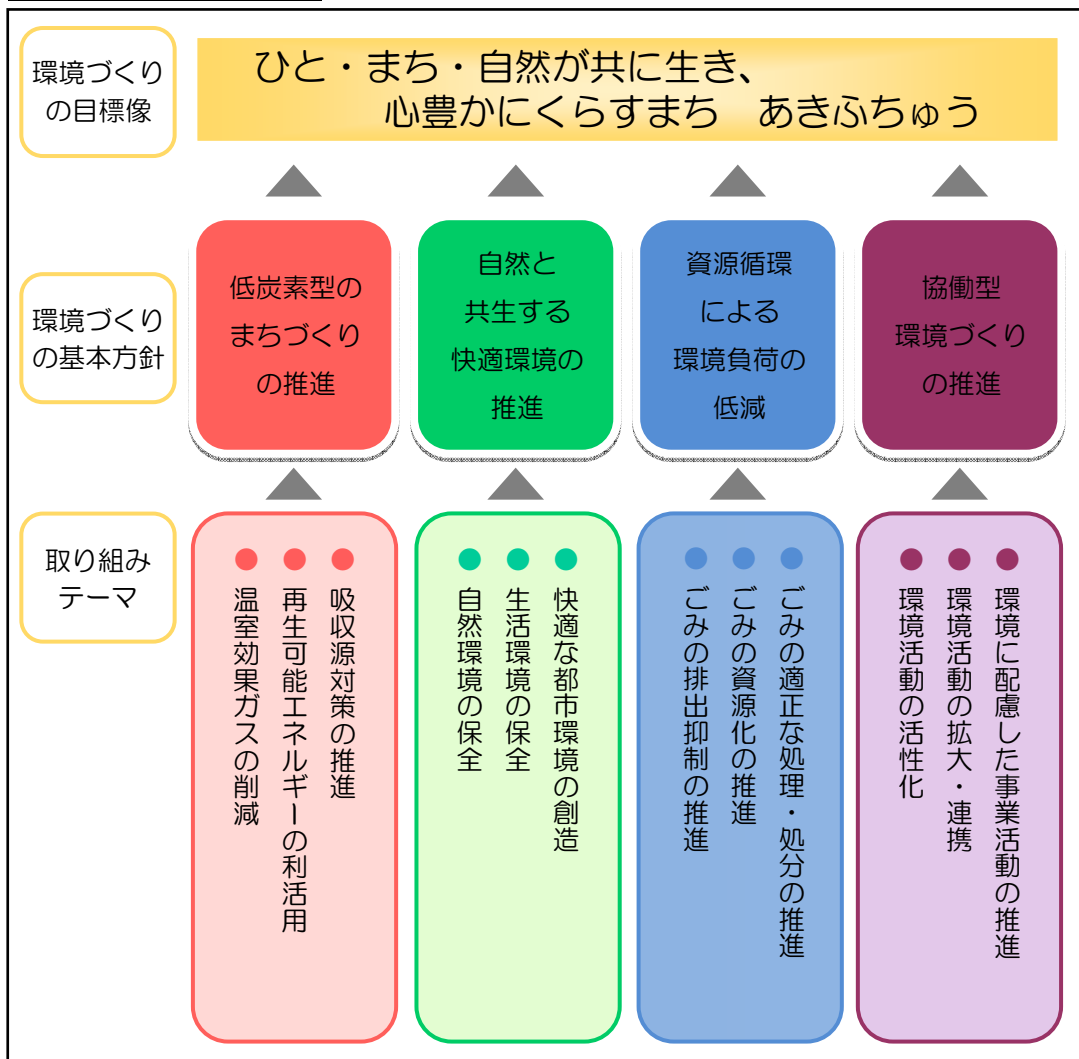 環境づくり
の目標像
ひと・まち・自然が共に生き、
心豊かにくらすまち　あきふちゅう
環境づくり
の基本方針
低炭素型の
まちづくり
の推進
自然と
共生する
快適環境の
推進
資源循環
による
環境負荷の
低減
協働型
環境づくり
の推進
取り組み
テーマ
●温室効果ガスの削減
●再生可能エネルギーの利活用
●吸収源対策の推進
●自然環境の保全
●生活環境の保全
●快適な都市環境の創造
●ごみの排出抑制の推進
●ごみの資源化の推進
●ごみの適正な処理・処分の推進
●環境活動の活性化
●環境活動の拡大・連携
●環境に配慮した事業活動の推進